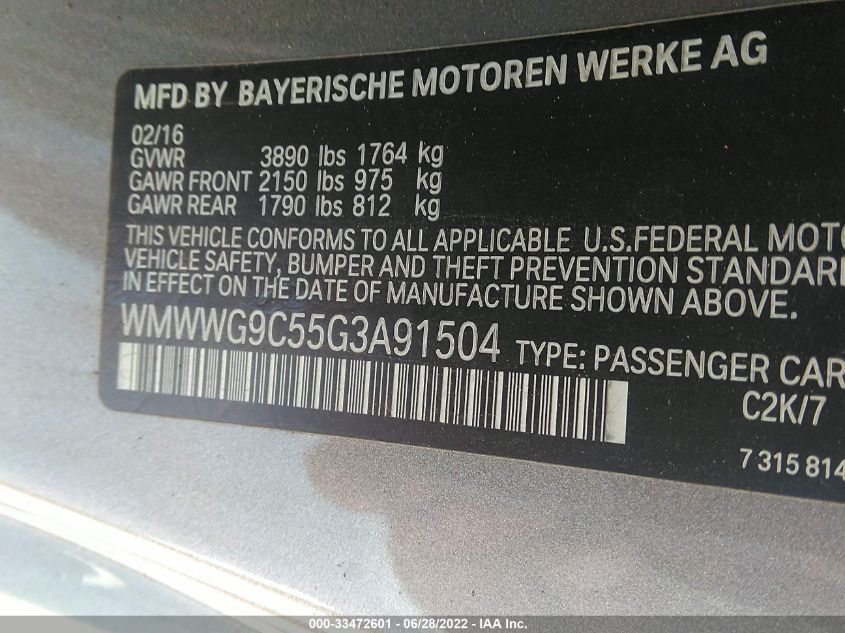 MFD BY BAYERISCHE MOTOREN WERKE AG
02/16
GVWR 3890 lbs 1764 kg
GAWR FRONT 2150 lbs 975 kg
GAWR REAR 1790 lbs 812 kg
THIS VEHICLE CONFORMS TO ALL APPLICABLE U.S.FEDERAL MOTO
VEHICLE SAFETY, BUMPER AND THEFT PREVENTION STANDAR
IN EFFECT ON THE DATE OF MANUFACTURE SHOWN ABOVE.
WMWWG9C55G3A91504 TYPE: PASSENGER CAR
C2K/7
7 315 814
000-33472601 / 06/28/2022 - IAA Inc.